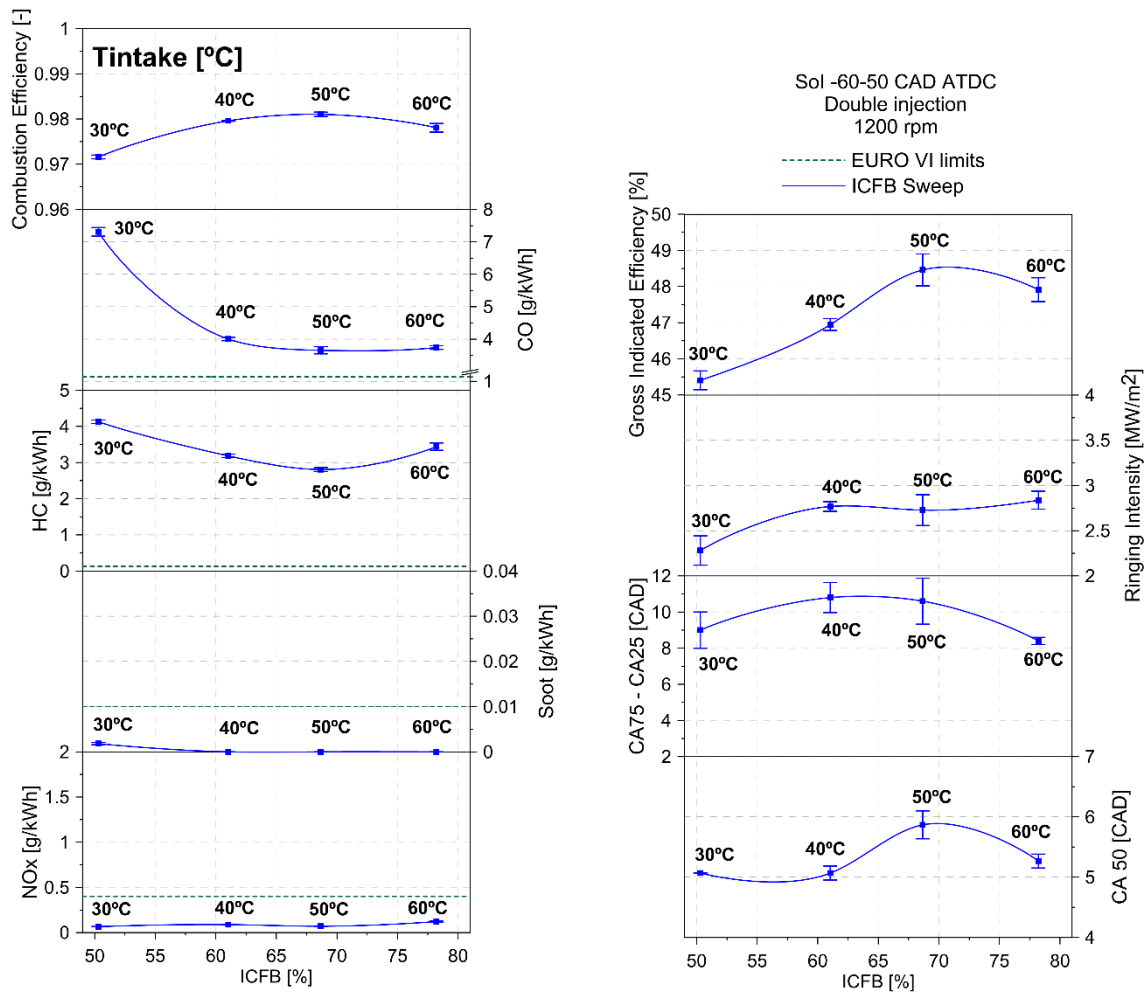 Combustion Efficiency [-]
1
0.99
0.98
0.97
0.96
Tintake [ºC]
30ºC
40ºC
50ºC
60ºC
8
7
6
5
4
1
CO [g/kWh]
30ºC
40ºC
50ºC
60ºC
HC [g/kWh]
5
4
3
2
1
0
30ºC
40ºC
50ºC
60ºC
0.04
0.03
0.02
0.01
0
Soot [g/kWh]
30ºC
40ºC
50ºC
60ºC
NOx [g/kWh]
2
1.5
1
0.5
0
30ºC
40ºC
50ºC
60ºC
50 55 60 65 70 75 80
ICFB [%]
SoI -60-50 CAD ATDC
Double injection
1200 rpm
EURO VI limits
ICFB Sweep
Gross Indicated Efficiency [%]
50
49
48
47
46
45
30ºC
40ºC
50ºC
60ºC
4
3.5
3
2.5
2
Ringing Intensity [MW/m2]
30ºC
40ºC
50ºC
60ºC
CA75 - CA25 [CAD]
12
10
8
6
4
2
30ºC
40ºC
50ºC
60ºC
7
6
5
4
CA 50 [CAD]
30ºC
40ºC
50ºC
60ºC
50 55 60 65 70 75 80
ICFB [%]